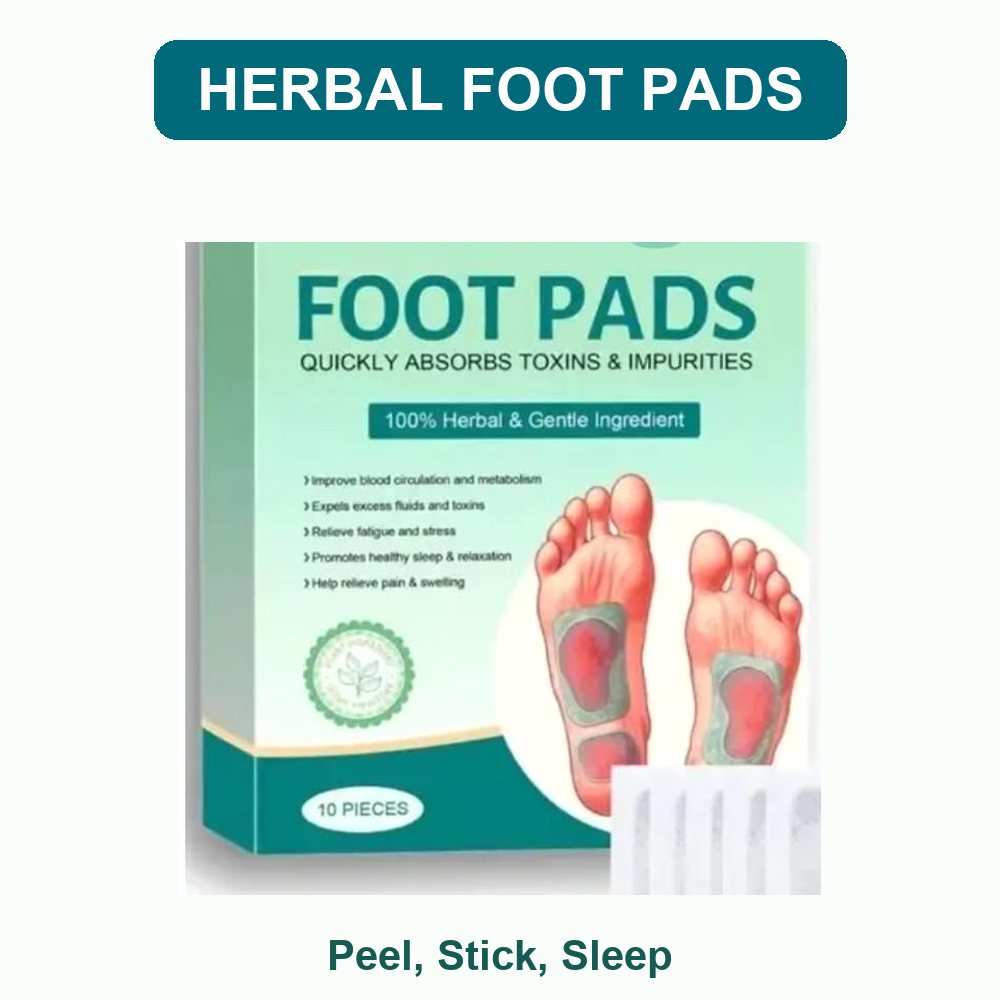 HERBAL FOOT PADS
FOOT PADS
QUICKLY ABSORBS TOXINS & IMPURITIES
100% Herbal & Gentle Ingredient
Improve blood circulation and metabolism
Expels excess fluids and toxins
Relieve fatigue and stress
Promotes healthy sleep & relaxation
Help relieve pain & swelling
10 PIECES
Peel, Stick, Sleep